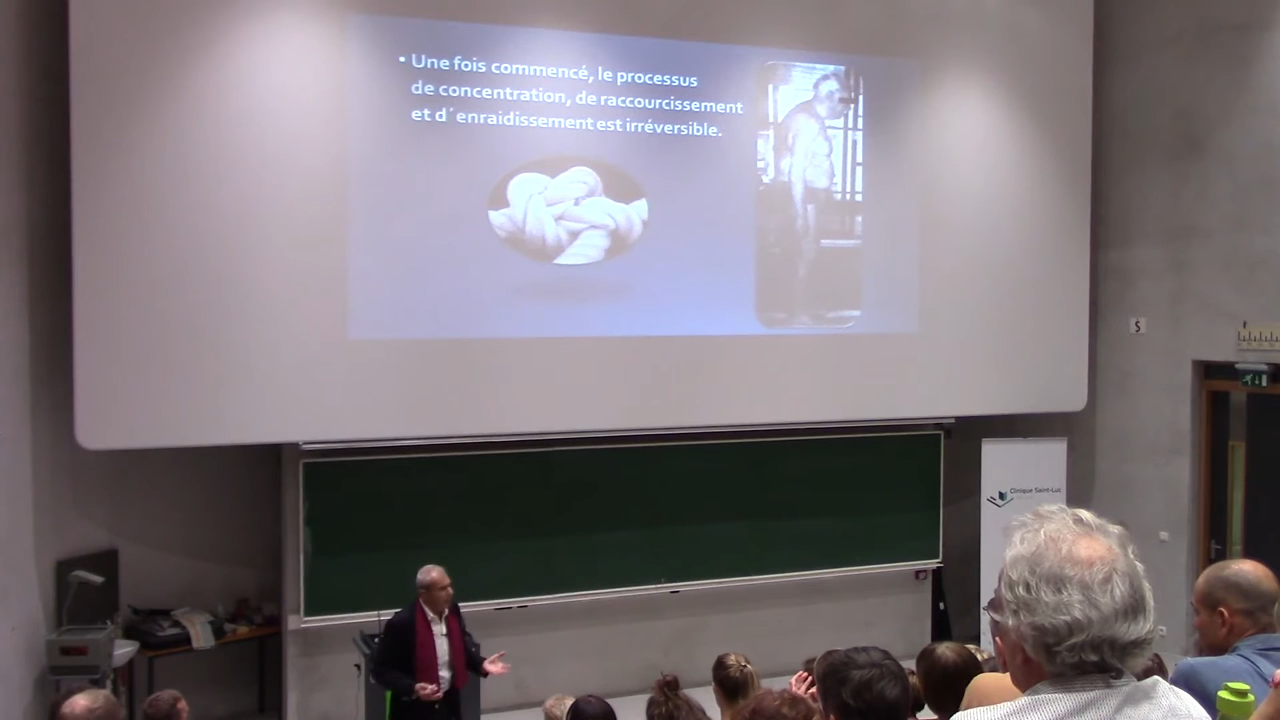 • Une fois commencé, le processus
de concentration, de raccourcissement
et d´enraidissement est irréversible.
S
Clinique Saint-Luc